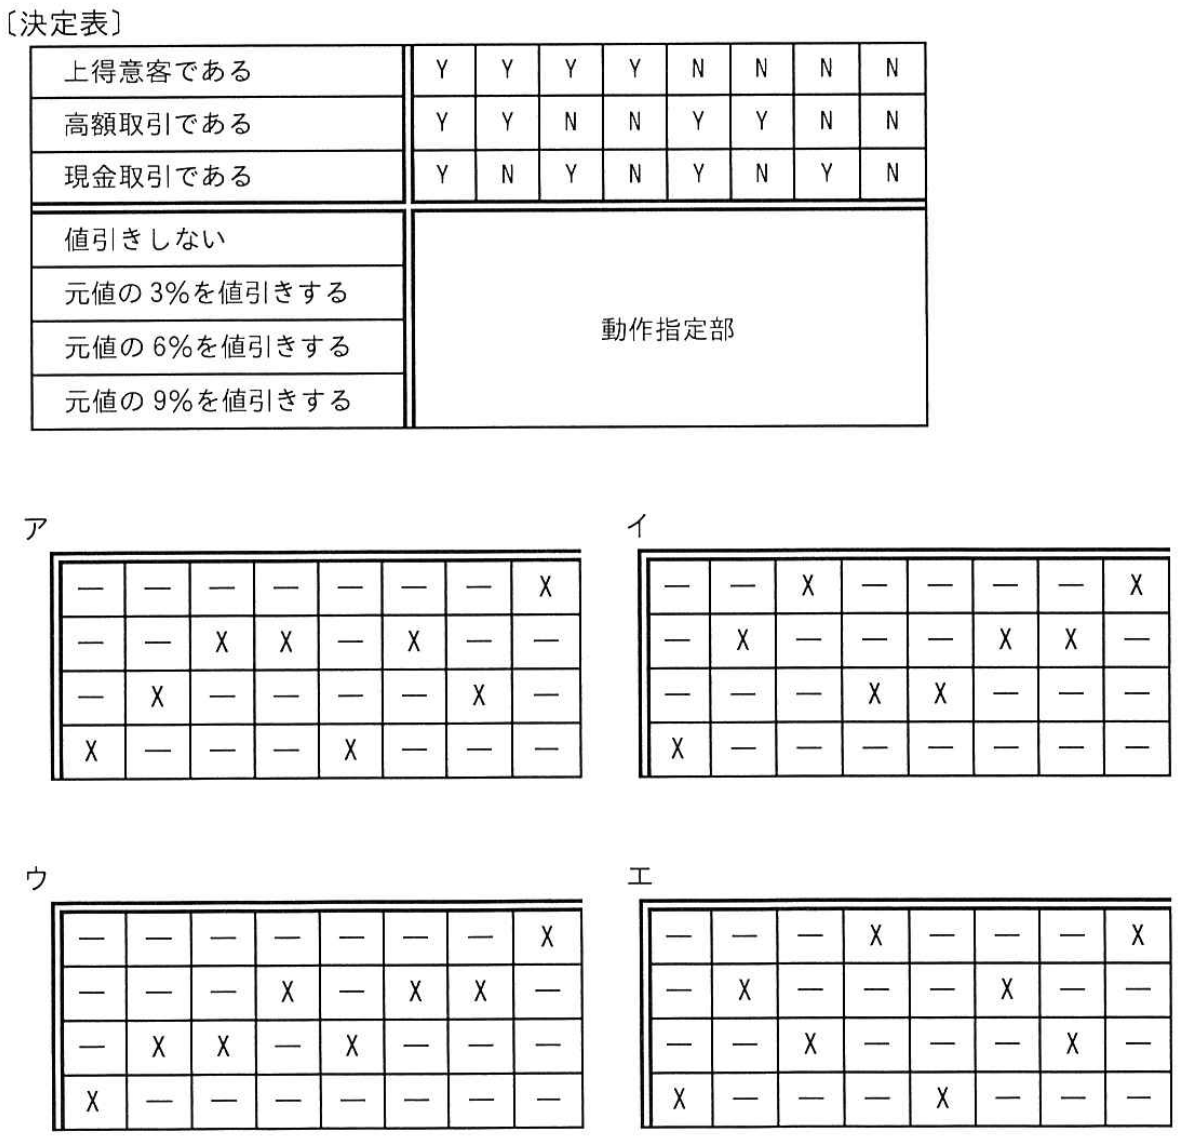 〔決定表〕
上得意客である Y Y Y Y N N N N
高額取引である Y Y N N Y Y N N
現金取引である Y N Y N Y N Y N
値引きしない
元値の 3%を値引きする
元値の 6%を値引きする
元値の 9%を値引きする
動作指定部
ア
— — — — — — — X
— — X X — X — —
— X — — — — X —
X — — — X — — —
イ
— — X — — — — X
— X — — — X X —
— — — X X — — —
X — — — — — — —
ウ
— — — — — — — X
— — — X — X X —
— X X — X — — —
X — — — — — — —
エ
— — — X — — — X
— X — — — X — —
— — X — — — X —
X — — — X — — —